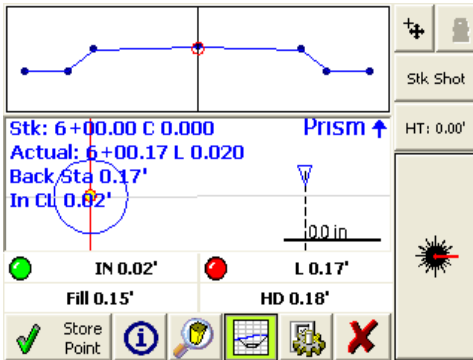 Stk Shot
Stk: 6+00.00 C 0.000
Prism
Actual: 6+00.17 L 0.020
HT: 0.00'
Back Sta 0.17'
In CL 0.02'
0.0 in
IN 0.02'
L 0.17'
Fill 0.15'
HD 0.18'
Store
Point